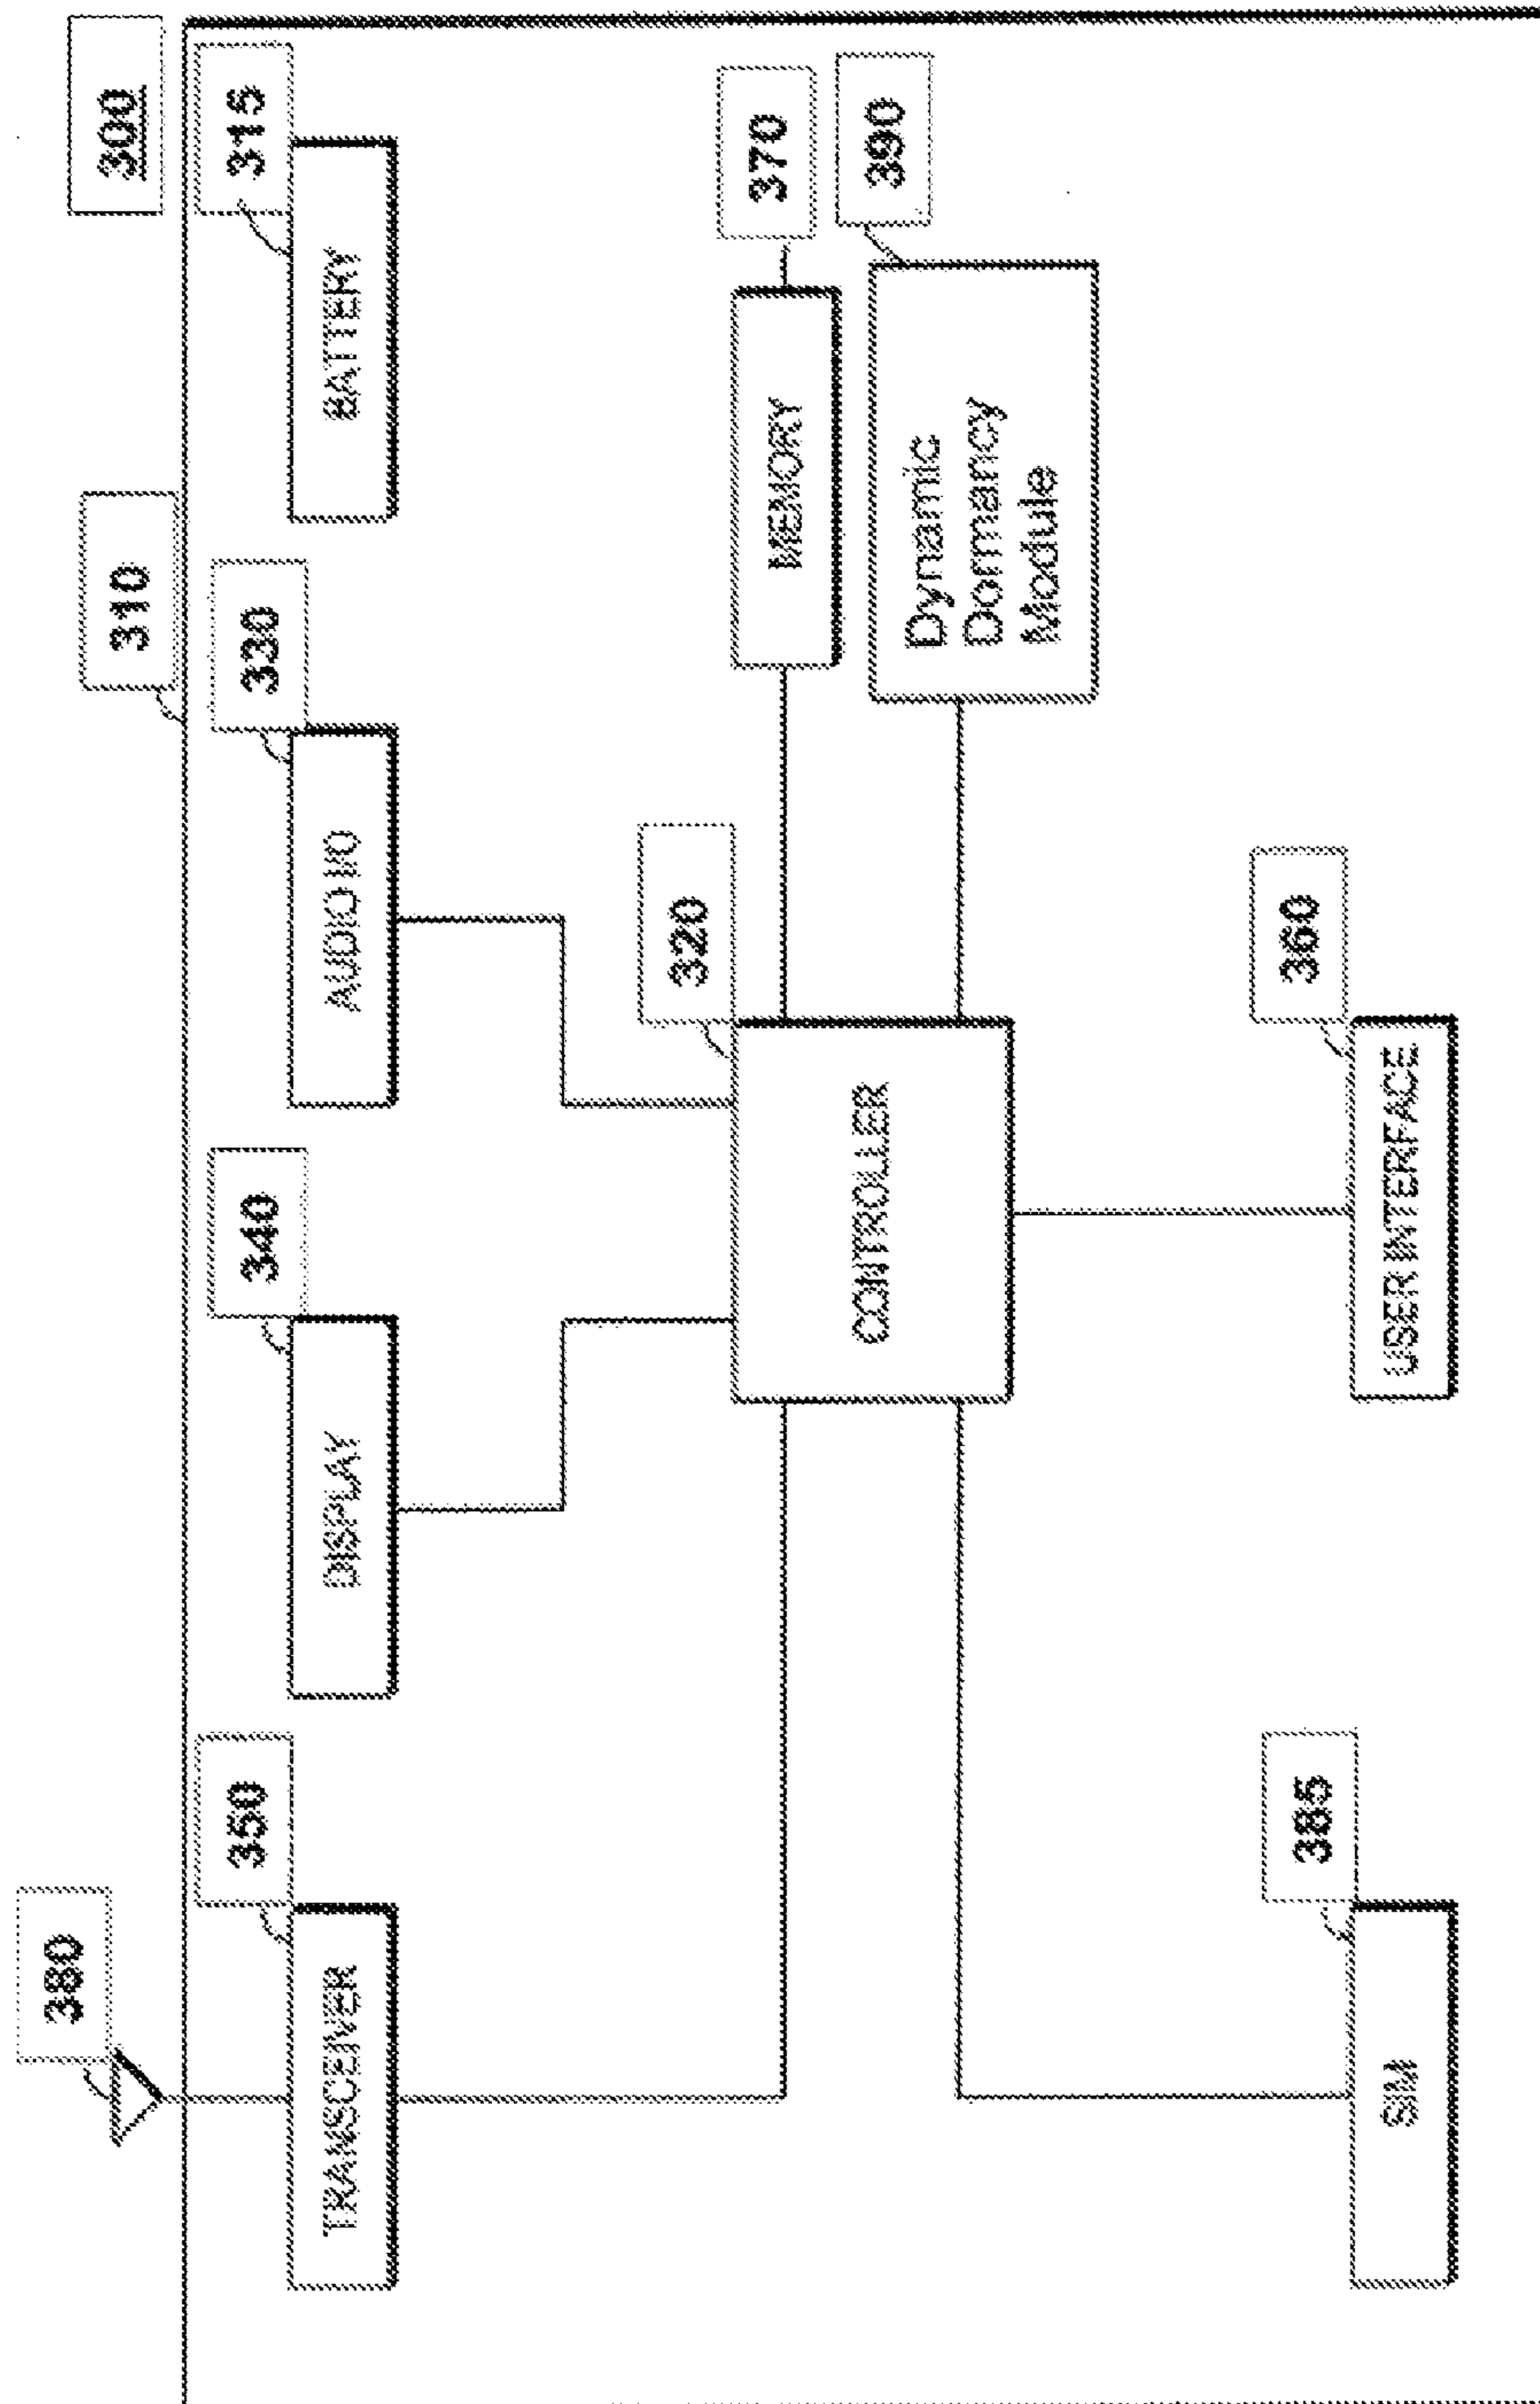 300
310
380
350
340
330
315
TRANSCEIVER
DISPLAY
AUDIO I/O
BATTERY
320
370
CONTROLLER
MEMORY
390
Dynamic
Dormancy
Module
385
360
SIM
USER INTERFACE